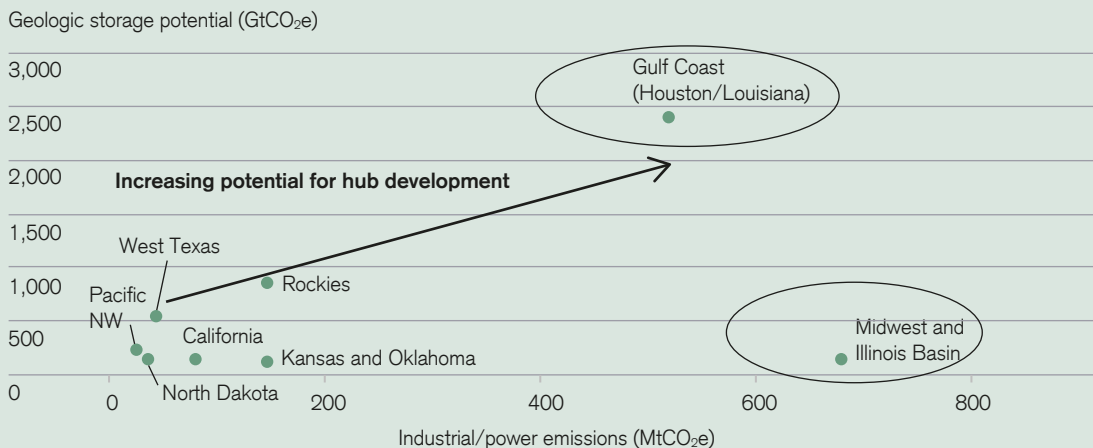 Geologic storage potential (GtCO₂e)
3,000
Gulf Coast
(Houston/Louisiana)
2,500
2,000
Increasing potential for hub development
1,500
West Texas
1,000
Rockies
Pacific
NW
California
Midwest and
Illinois Basin
500
Kansas and Oklahoma
North Dakota
0
0
200
400
600
800
Industrial/power emissions (MtCO₂e)